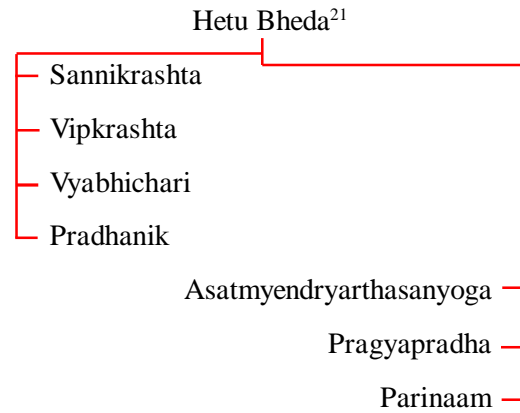 Hetu Bheda²¹
Sannikrashta
Vipkrashta
Vyabhichari
Pradhanik
Asatmyendryarthasanyoga
Pragyapradha
Parinaam